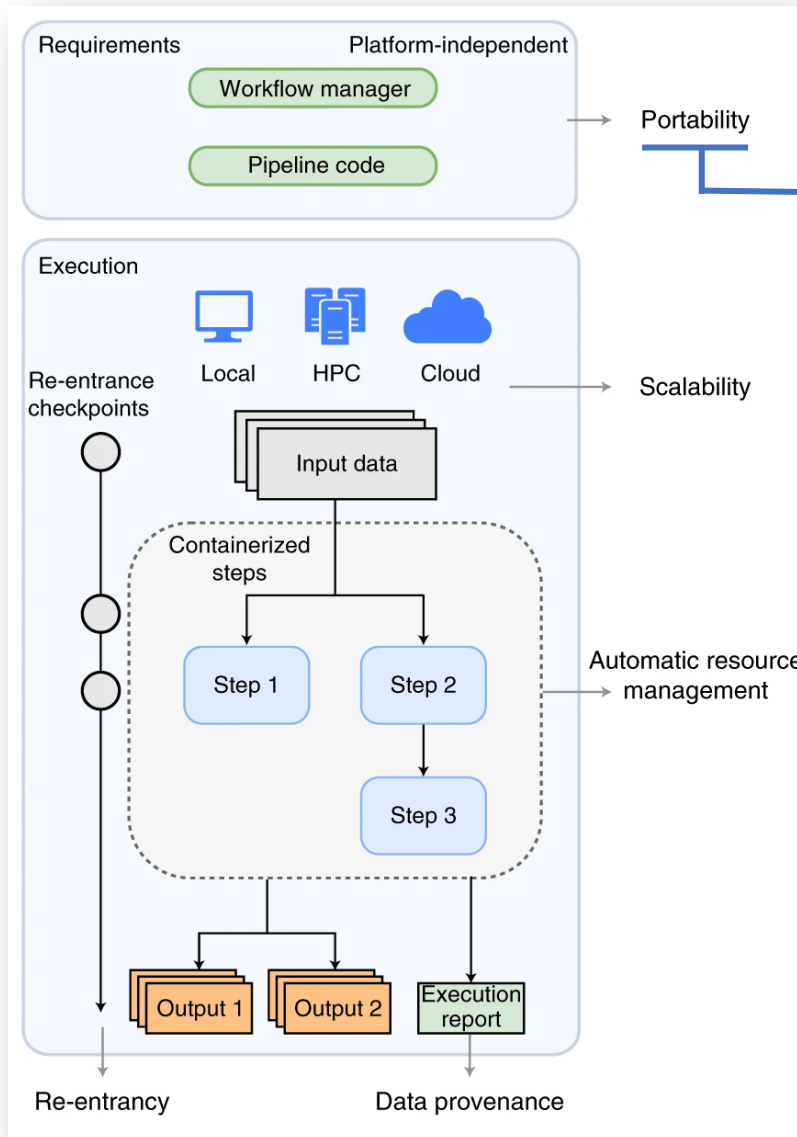 Requirements
Platform-independent
Workflow manager
Pipeline code
Portability
Execution
Local
HPC
Cloud
Scalability
Re-entrance
checkpoints
Input data
Containerized
steps
Step 1
Step 2
Step 3
Automatic resource
management
Output 1
Output 2
Execution
report
Re-entrancy
Data provenance